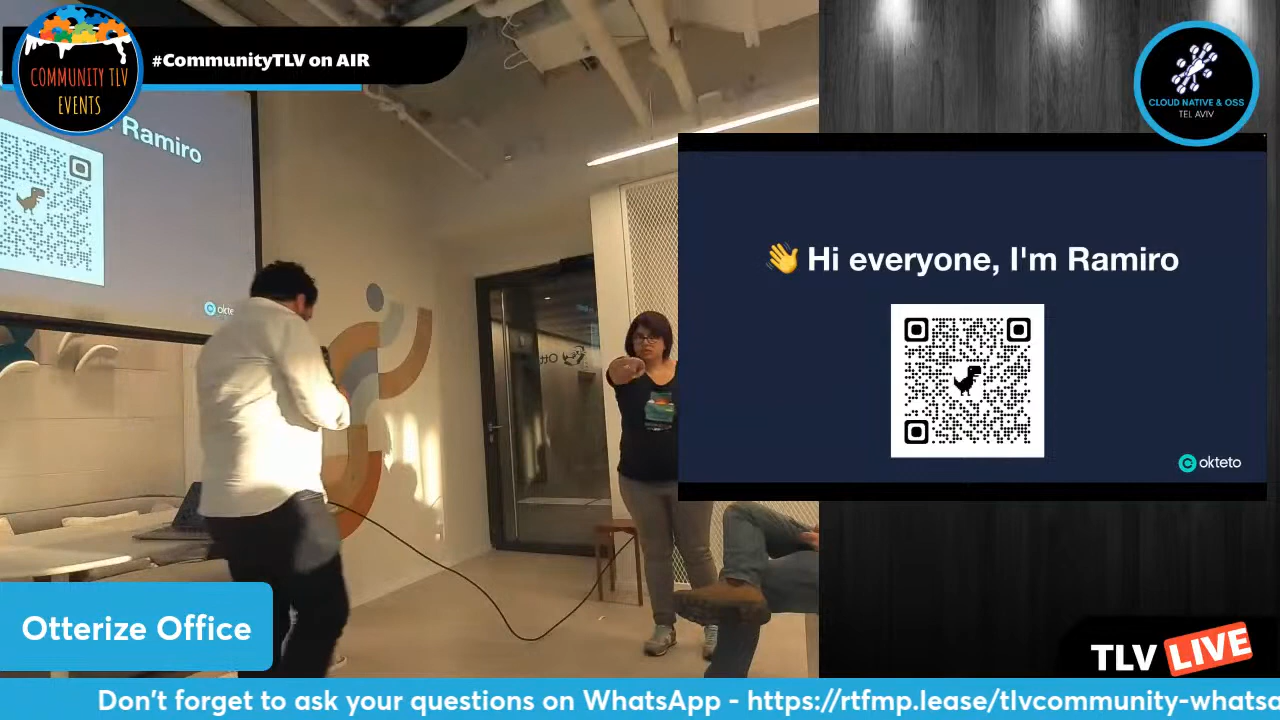 COMMUNITY TLV
EVENTS
#CommunityTLV on AIR
CLOUD NATIVE & OSS
TEL AVIV
Ramiro
👋 Hi everyone, I'm Ramiro
okteto
okte
Otterize Office
TLV LIVE
Don't forget to ask your questions on WhatsApp - https://rtfmp.lease/tlvcommunity-whatsa